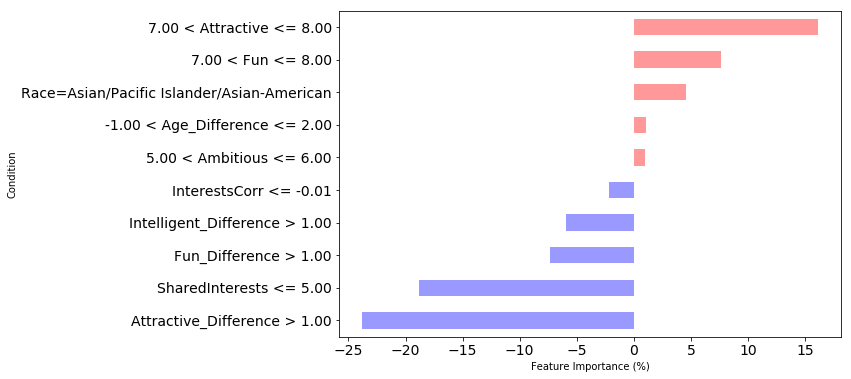 7.00 < Attractive <= 8.00
7.00 < Fun <= 8.00
Race=Asian/Pacific Islander/Asian-American
-1.00 < Age_Difference <= 2.00
5.00 < Ambitious <= 6.00
InterestsCorr <= -0.01
Intelligent_Difference > 1.00
Fun_Difference > 1.00
SharedInterests <= 5.00
Attractive_Difference > 1.00
Condition
−25 −20 −15 −10 −5 0 5 10 15
Feature Importance (%)